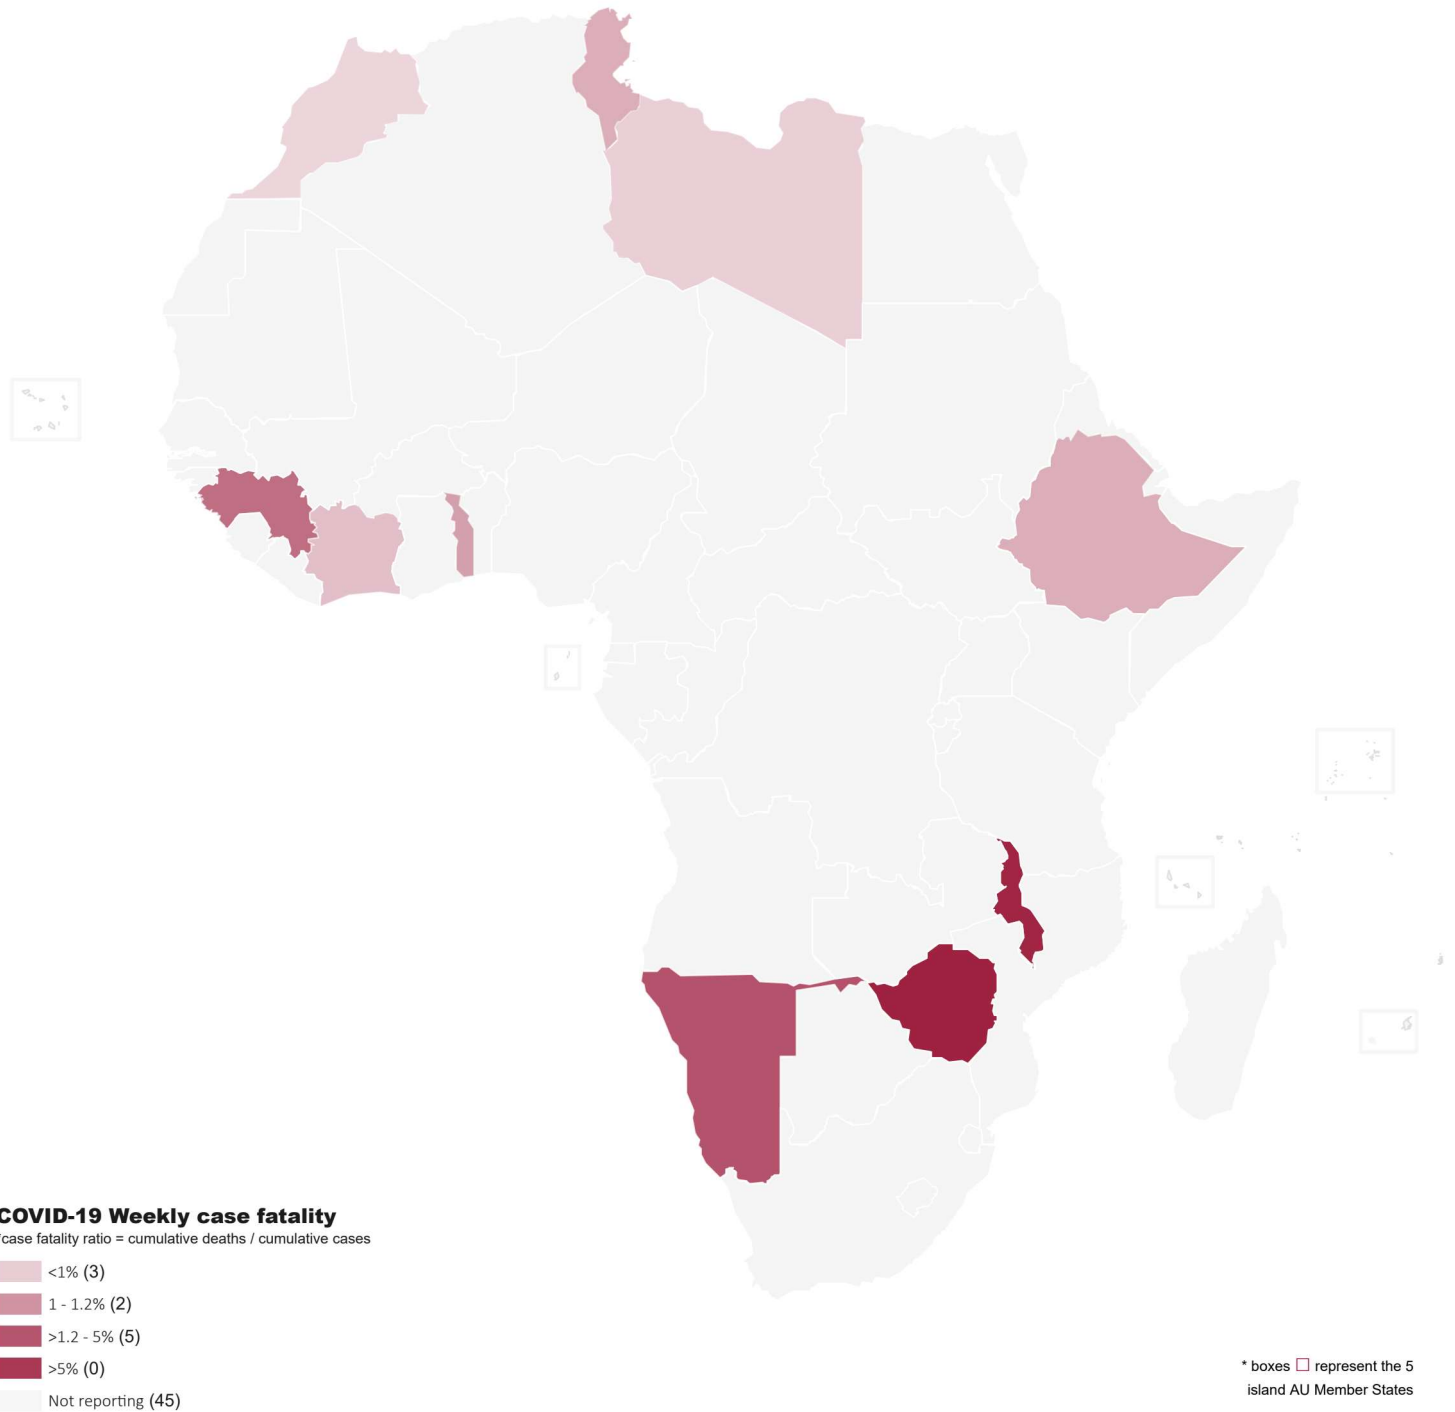 COVID-19 Weekly case fatality
*case fatality ratio = cumulative deaths / cumulative cases
<1% (3)
1 - 1.2% (2)
>1.2 - 5% (5)
>5% (0)
Not reporting (45)
* boxes □ represent the 5
island AU Member States